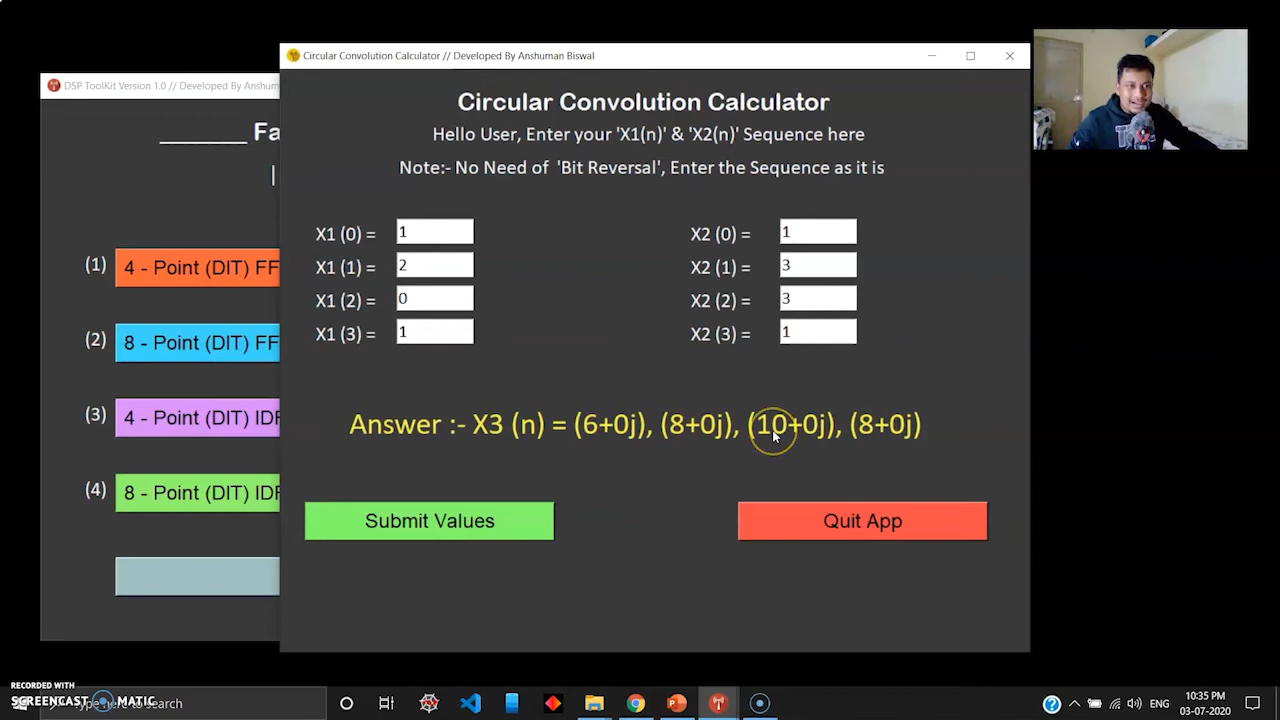 Circular Convolution Calculator // Developed By Anshuman Biswal
DSP ToolKit Version 1.0 // Developed By Anshum
Circular Convolution Calculator
Fa
Hello User, Enter your 'X1(n)' & 'X2(n)' Sequence here
Note:- No Need of 'Bit Reversal', Enter the Sequence as it is
|
X1 (0) = 1 X2 (0) = 1
X1 (1) = 2 X2 (1) = 3
X1 (2) = 0 X2 (2) = 3
X1 (3) = 1 X2 (3) = 1
(1) 4 - Point (DIT) FF
(2) 8 - Point (DIT) FF
(3) 4 - Point (DIT) IDF
(4) 8 - Point (DIT) IDF
Answer :- X3 (n) = (6+0j), (8+0j), (10+0j), (8+0j)
Submit Values Quit App
RECORDED WITH
SCREENCAST MATIC
here to search
ENG
10:35 PM
03-07-2020